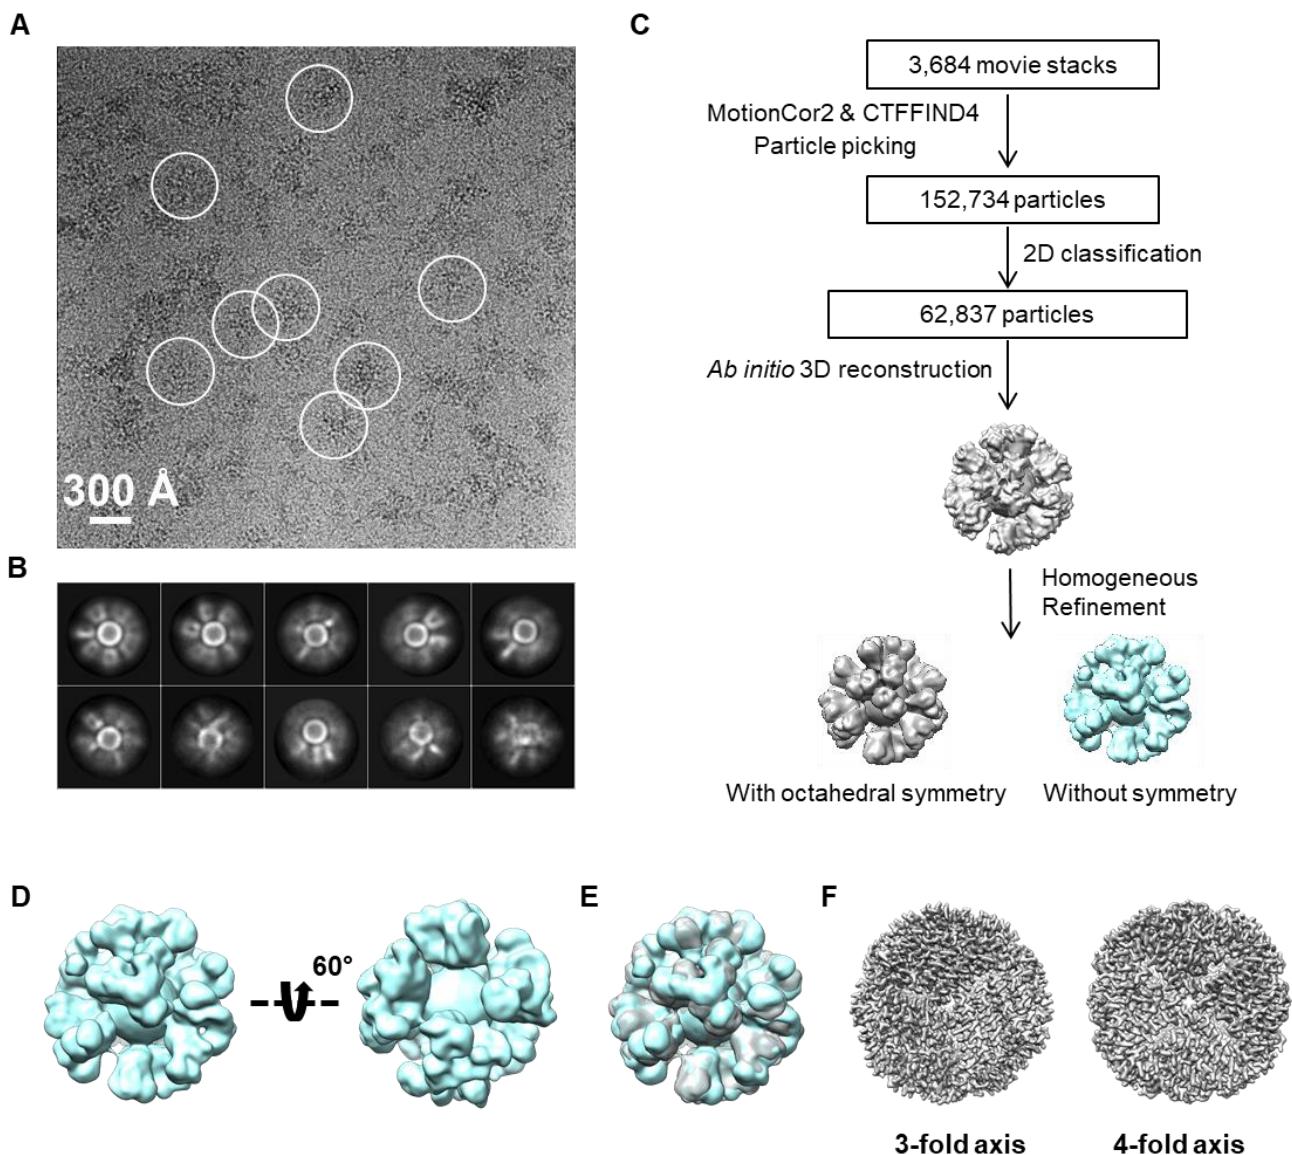 A
300 Å
B
C
3,684 movie stacks
MotionCor2 & CTFFIND4
Particle picking
152,734 particles
2D classification
62,837 particles
Ab initio 3D reconstruction
Homogeneous
Refinement
With octahedral symmetry
Without symmetry
D
60°
E
F
3-fold axis
4-fold axis